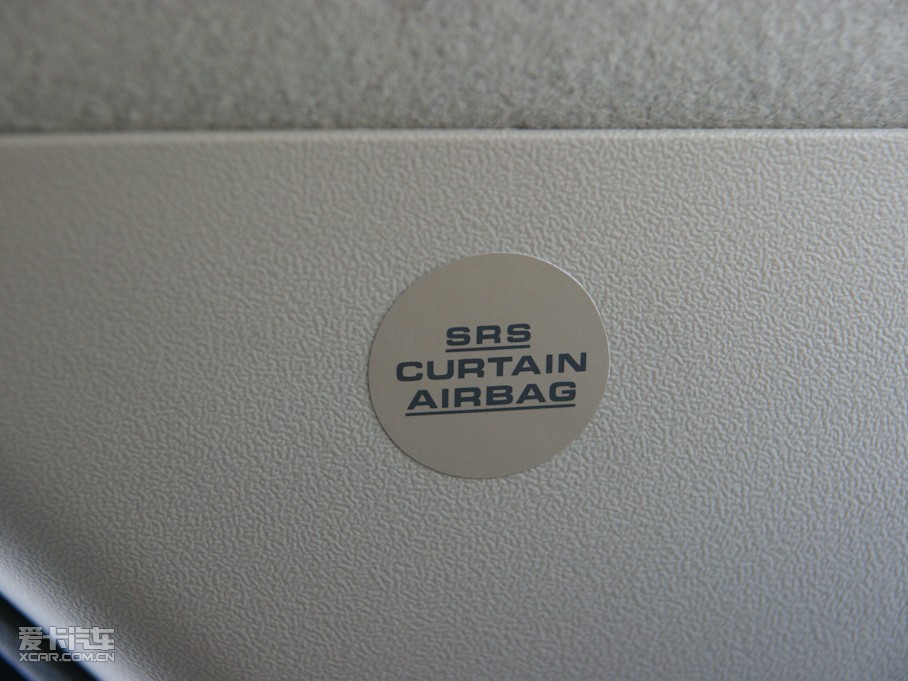 SRS
CURTAIN
AIRBAG
爱卡汽车
XCAR.COM.CN